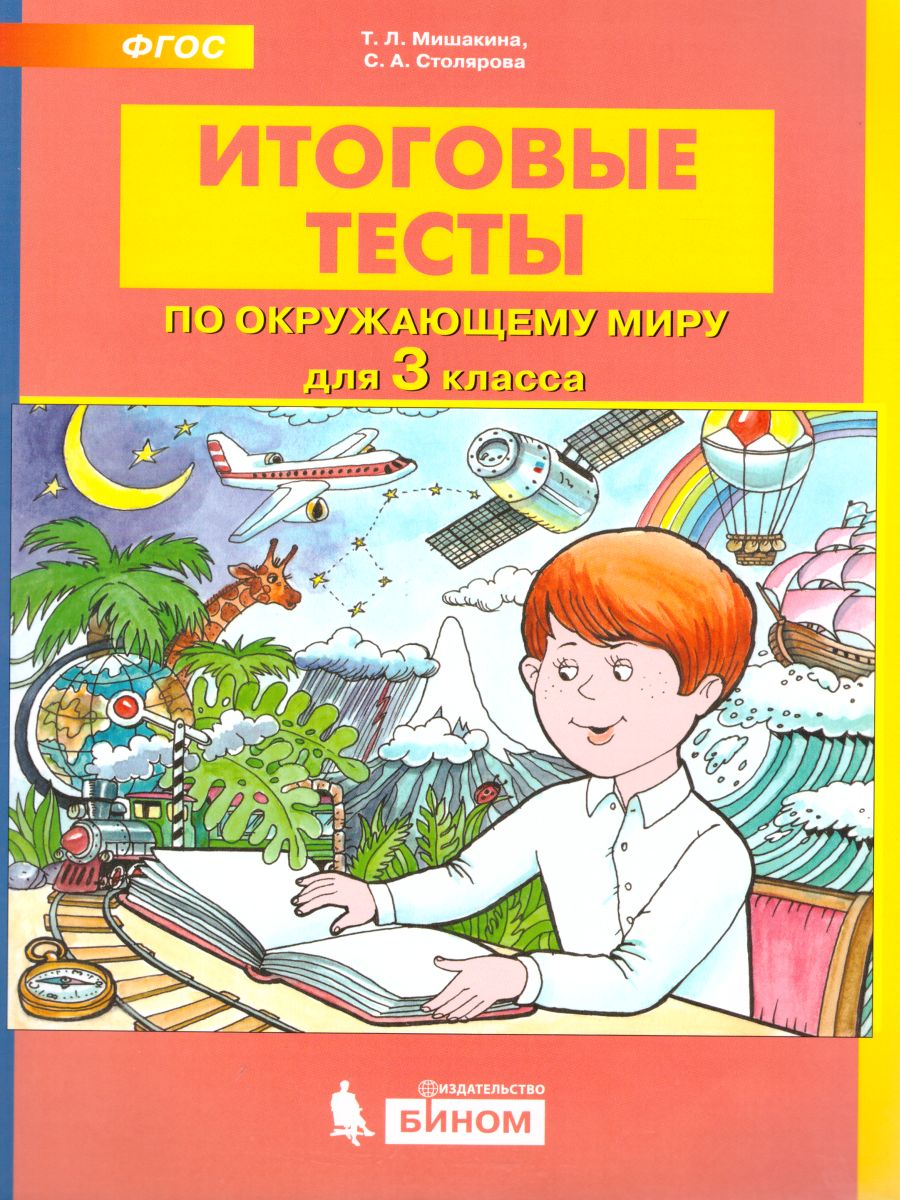 ФГОС
Т. Л. Мишакина,
С. А. Столярова
ИТОГОВЫЕ
ТЕСТЫ
ПО ОКРУЖАЮЩЕМУ МИРУ
для 3 класса
ИЗДАТЕЛЬСТВО
БИНОМ